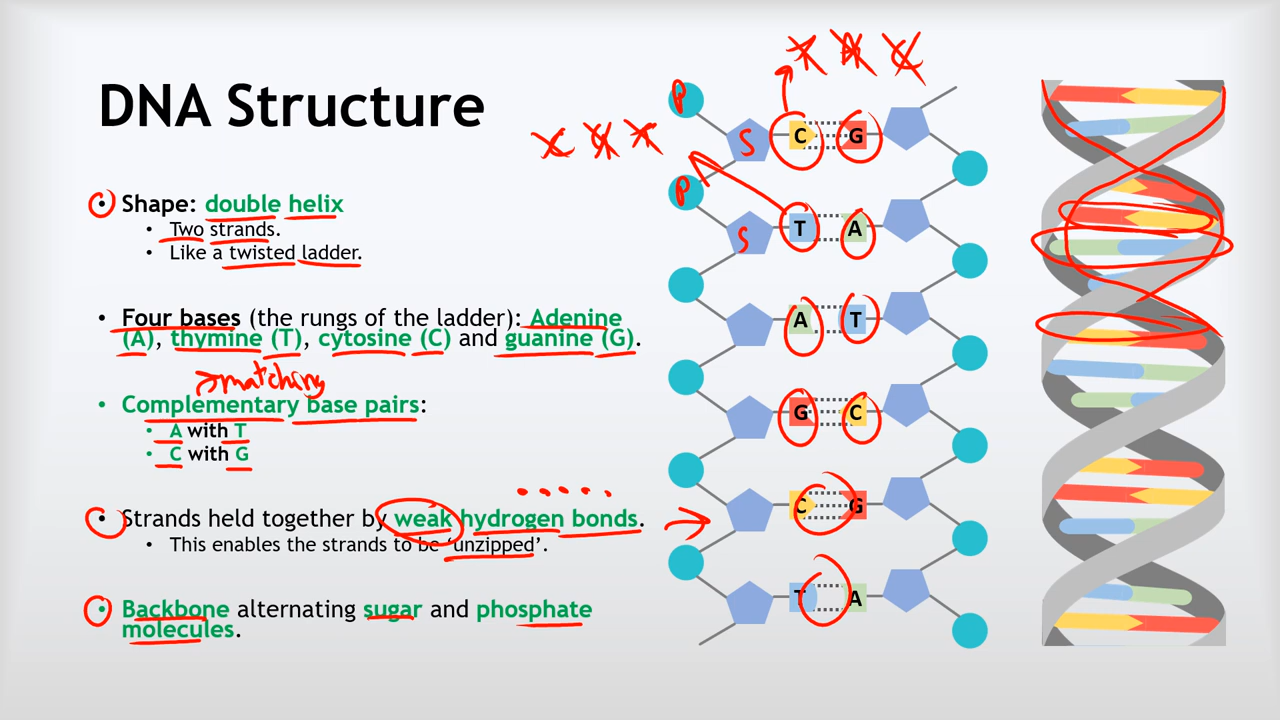 DNA Structure
• Shape: double helix
• Two strands.
• Like a twisted ladder.
• Four bases (the rungs of the ladder): Adenine
(A), thymine (T), cytosine (C) and guanine (G).
→matching
• Complementary base pairs:
• A with T
• C with G
• Strands held together by weak hydrogen bonds.
• This enables the strands to be ‘unzipped’.
• Backbone alternating sugar and phosphate
molecules.
P
S C G
P
S T A
A T
G C
C G
T A